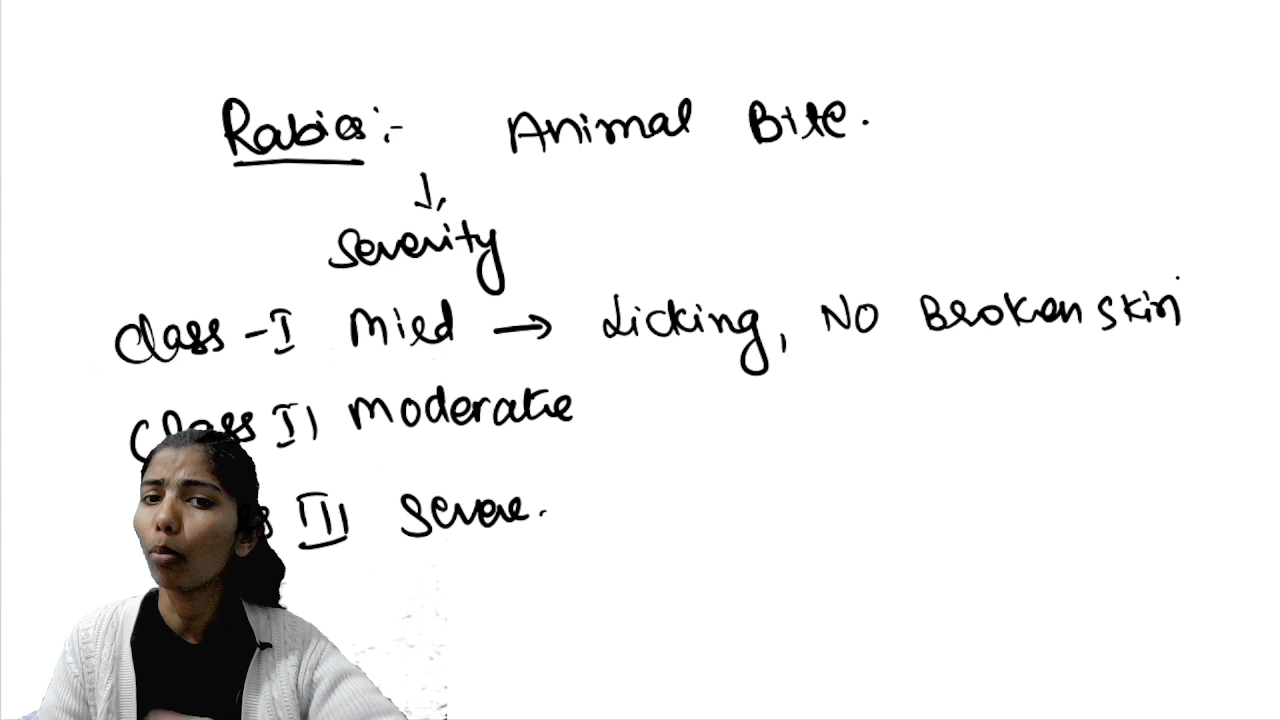 Rabies:- Animal Bite.
Severity
Class-I Mild → Licking, No Broken skin
Class II moderate
III Severe.